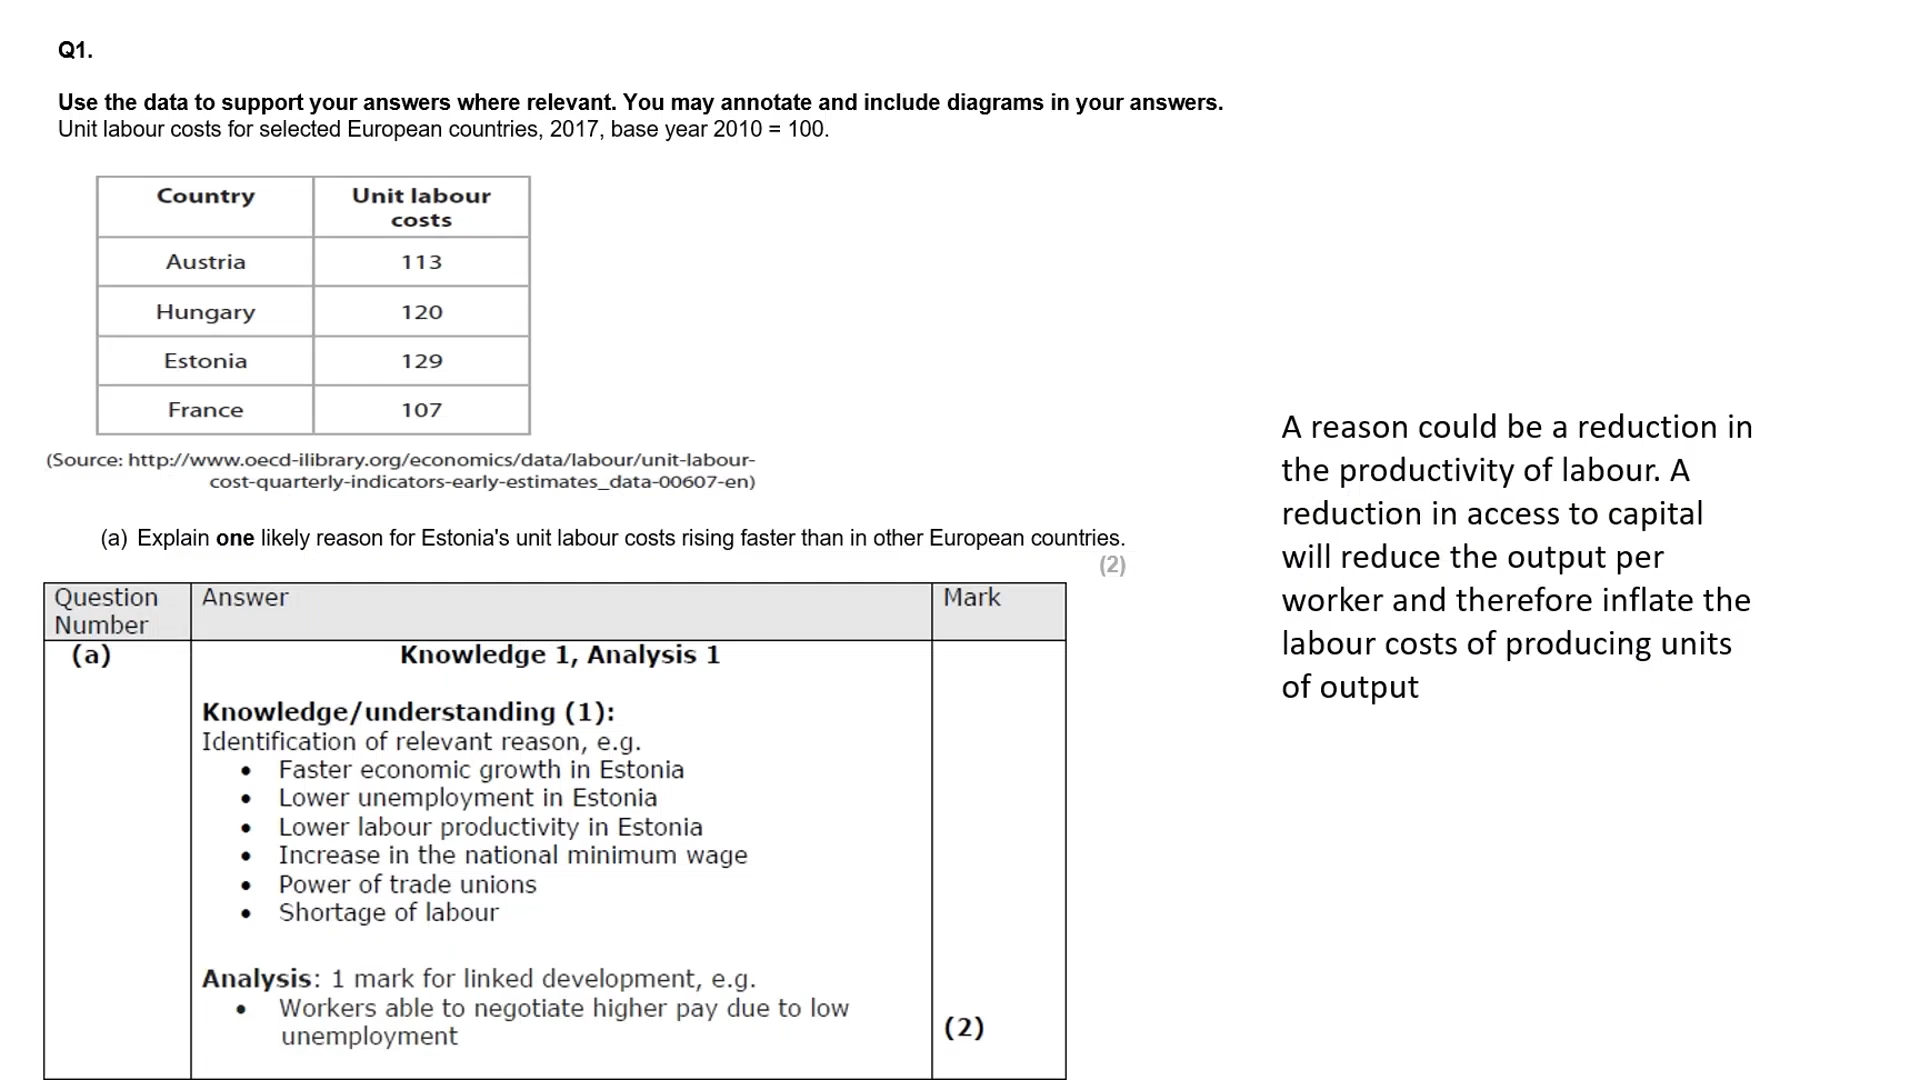 Q1.
Use the data to support your answers where relevant. You may annotate and include diagrams in your answers.
Unit labour costs for selected European countries, 2017, base year 2010 = 100.
Country
Unit labour
costs
Austria 113
Hungary 120
Estonia 129
France 107
(Source: http://www.oecd-ilibrary.org/economics/data/labour/unit-labour-
cost-quarterly-indicators-early-estimates_data-00607-en)
(a) Explain one likely reason for Estonia's unit labour costs rising faster than in other European countries.
(2)
Question
Number
Answer
Mark
(a)
Knowledge 1, Analysis 1
Knowledge/understanding (1):
Identification of relevant reason, e.g.
• Faster economic growth in Estonia
• Lower unemployment in Estonia
• Lower labour productivity in Estonia
• Increase in the national minimum wage
• Power of trade unions
• Shortage of labour
Analysis: 1 mark for linked development, e.g.
• Workers able to negotiate higher pay due to low
unemployment
(2)
A reason could be a reduction in
the productivity of labour. A
reduction in access to capital
will reduce the output per
worker and therefore inflate the
labour costs of producing units
of output